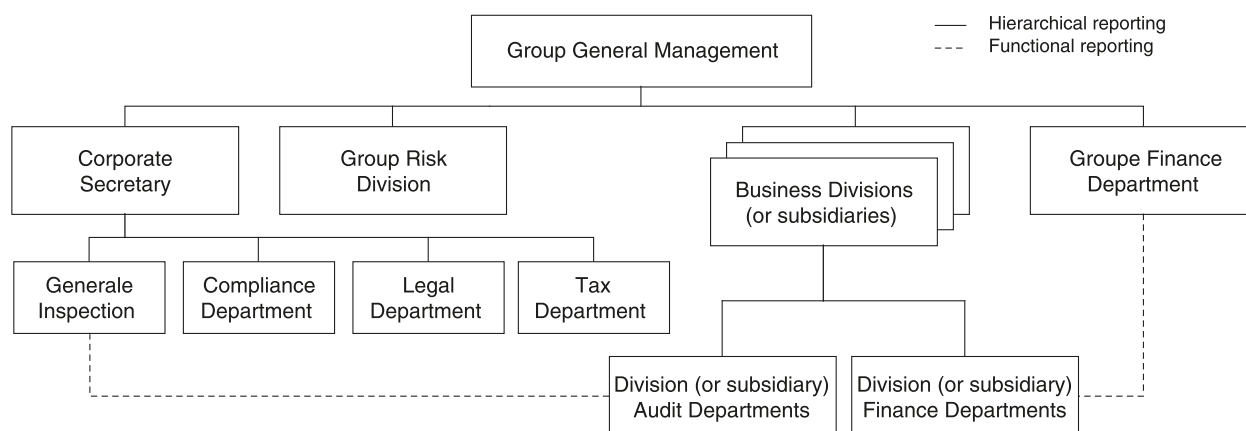 Group General Management
Hierarchical reporting
Functional reporting
Corporate
Secretary
Group Risk
Division
Business Divisions
(or subsidiaries)
Groupe Finance
Department
Generale
Inspection
Compliance
Department
Legal
Department
Tax
Department
Division (or subsidiary)
Audit Departments
Division (or subsidiary)
Finance Departments